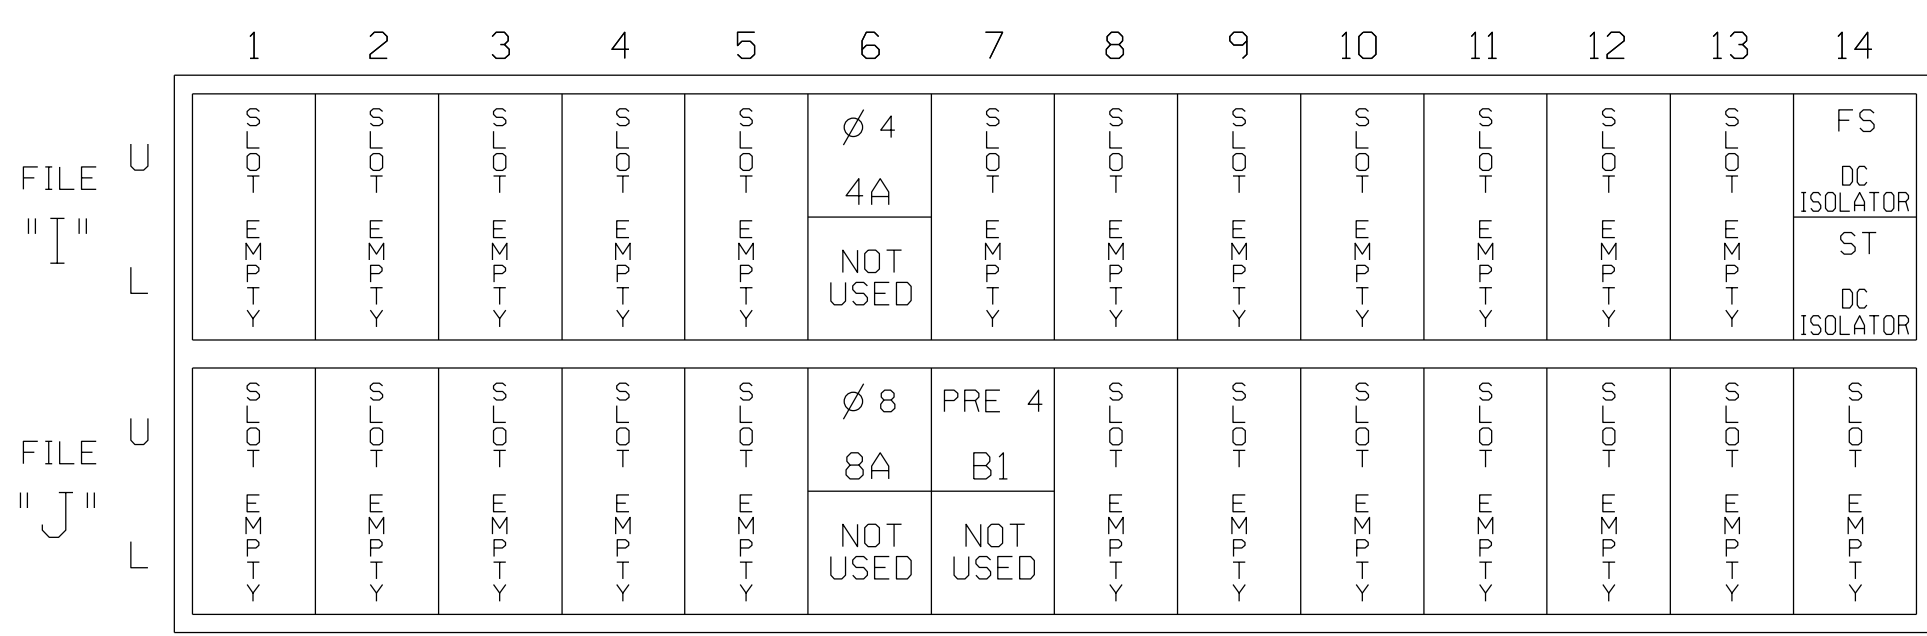 1 2 3 4 5 6 7 8 9 10 11 12 13 14
FILE
"I"
U
L
SLOT EMPTY
SLOT EMPTY
SLOT EMPTY
SLOT EMPTY
SLOT EMPTY
Ø 4
4A
NOT
USED
SLOT EMPTY
SLOT EMPTY
SLOT EMPTY
SLOT EMPTY
SLOT EMPTY
SLOT EMPTY
SLOT EMPTY
FS
DC
ISOLATOR
ST
DC
ISOLATOR
FILE
"J"
U
L
SLOT EMPTY
SLOT EMPTY
SLOT EMPTY
SLOT EMPTY
SLOT EMPTY
Ø 8
8A
NOT
USED
PRE 4
B1
NOT
USED
SLOT EMPTY
SLOT EMPTY
SLOT EMPTY
SLOT EMPTY
SLOT EMPTY
SLOT EMPTY
SLOT EMPTY